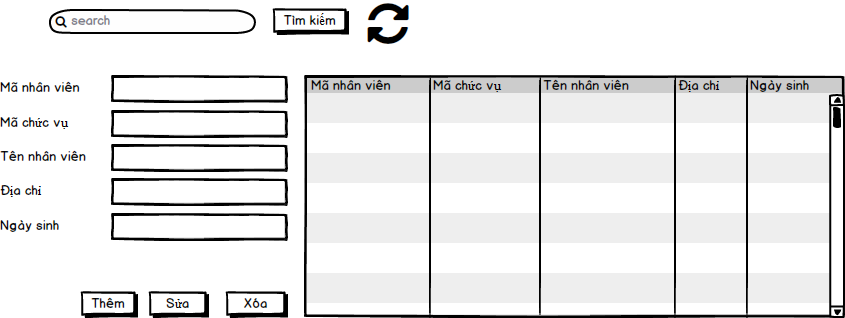 search
Tìm kiếm
Mã nhân viên
Mã chức vụ
Tên nhân viên
Địa chỉ
Ngày sinh
Mã nhân viên Mã chức vụ Tên nhân viên Địa chỉ Ngày sinh
Thêm
Sửa
Xóa